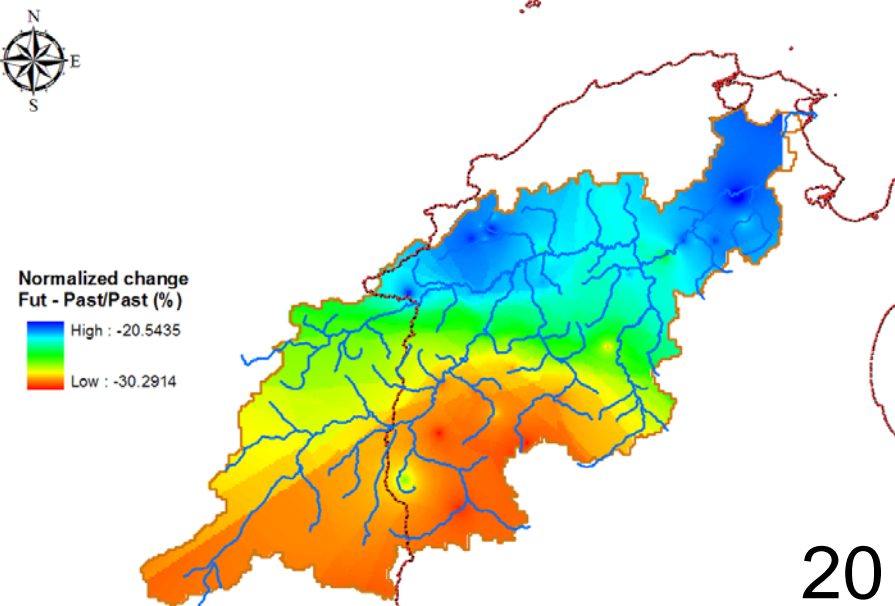 N
E
S
Normalized change
Fut - Past/Past (%)
High : -20.5435
Low : -30.2914
20